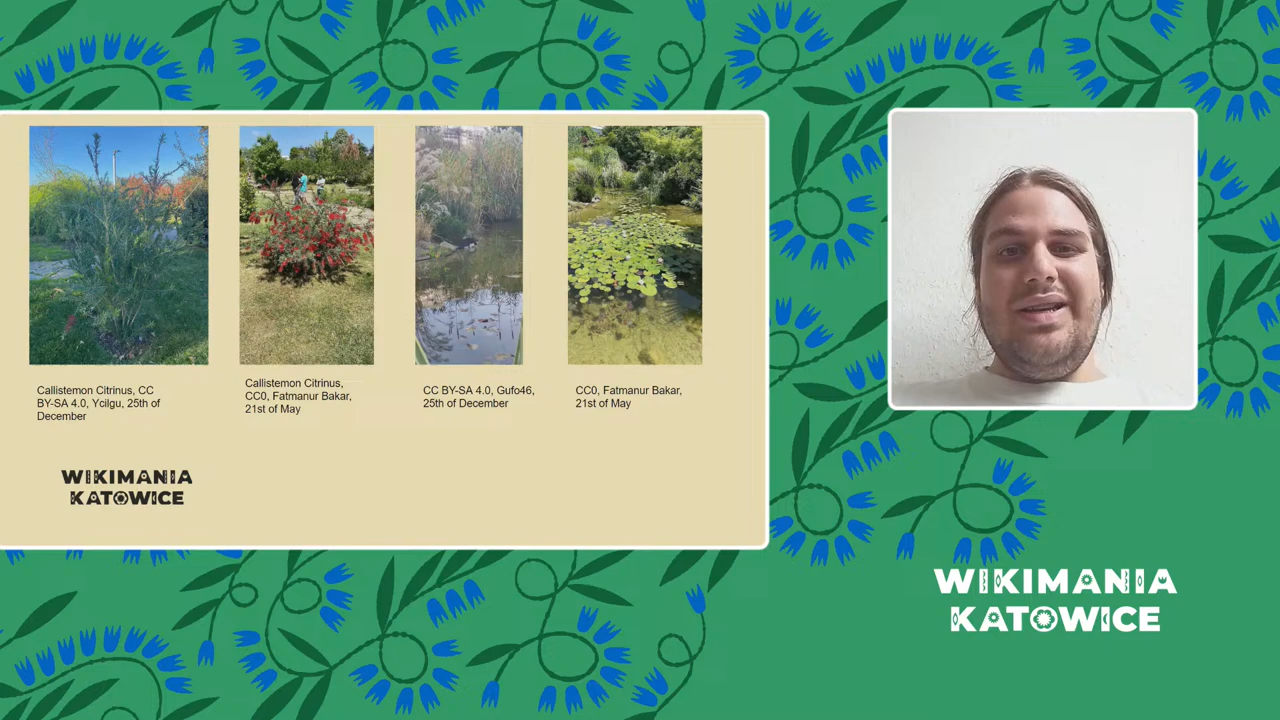 Callistemon Citrinus, CC
BY-SA 4.0, Ycilgu, 25th of
December
Callistemon Citrinus,
CC0, Fatmanur Bakar,
21st of May
CC BY-SA 4.0, Gufo46,
25th of December
CC0, Fatmanur Bakar,
21st of May
WIKIMANIA
KATOWICE
WIKIMANIA
KATOWICE